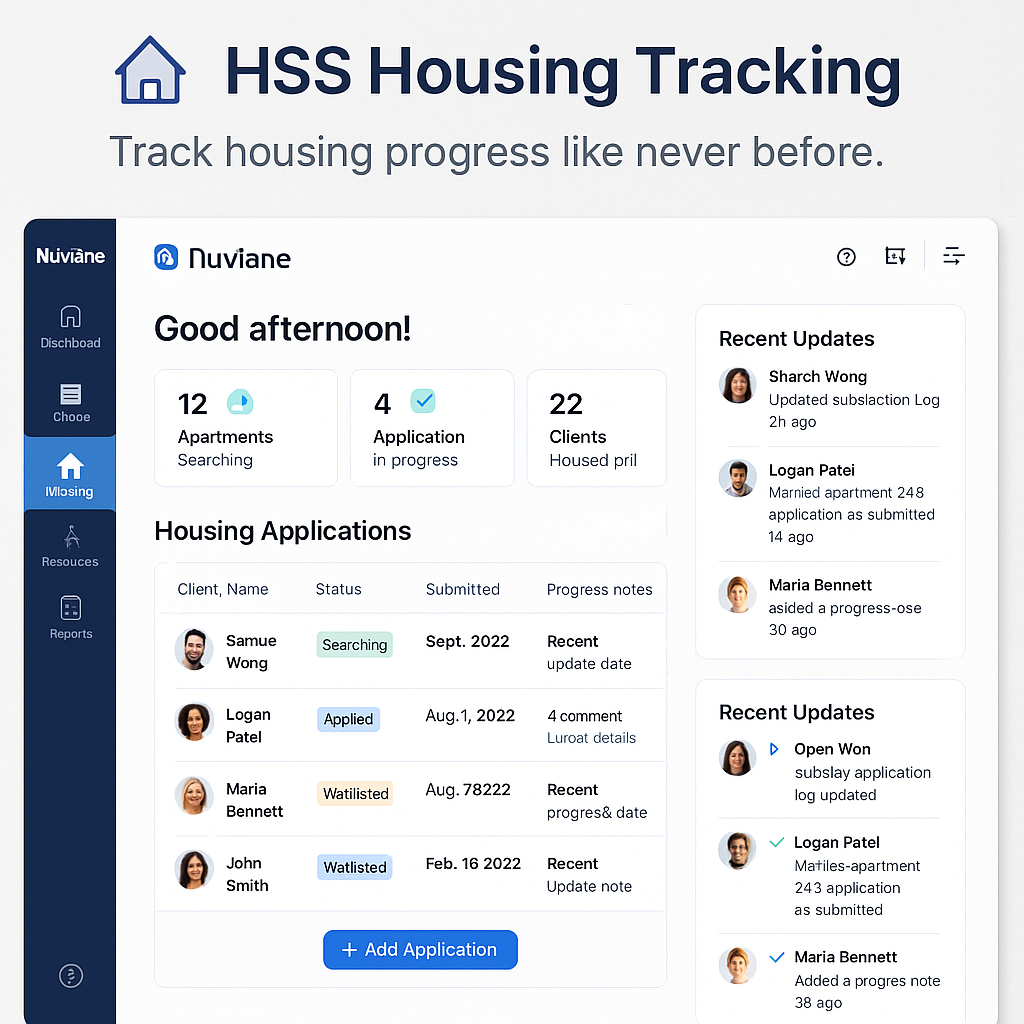 HSS Housing Tracking
Track housing progress like never before.
Nuviane
Dischboad
Chooe
Mlosing
Resouces
Reports
Nuviane
Good afternoon!
12
Apartments
Searching
4
Application
in progress
22
Clients
Housed pril
Housing Applications
Client, Name Status Submitted Progress notes
Samue
Wong
Searching
Sept. 2022
Recent
update date
Logan
Patel
Applied
Aug.1, 2022
4 comment
Luroat details
Maria
Bennett
Watilisted
Aug. 78222
Recent
progres& date
John
Smith
Watlisted
Feb. 16 2022
Recent
Update note
+ Add Application
Recent Updates
Sharch Wong
Updated subslaction Log
2h ago
Logan Patei
Marnied apartment 248
application as submitted
14 ago
Maria Bennett
asided a progress-ose
30 ago
Recent Updates
Open Won
subslay application
log updated
Logan Patel
Matiles-apartment
243 application
as submitted
Maria Bennett
Added a progres note
38 ago